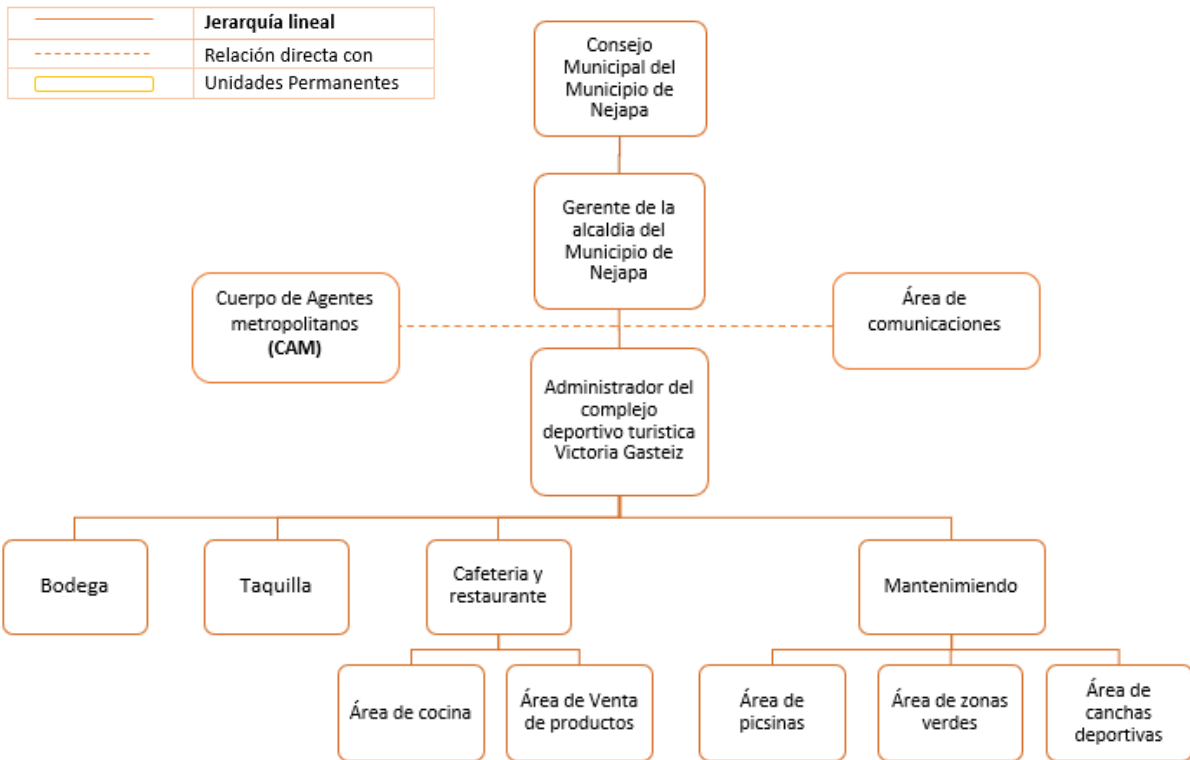 Jerarquía lineal
Relación directa con
Unidades Permanentes
Consejo
Municipal del
Municipio de
Nejapa
Gerente de la
alcaldia del
Municipio de
Nejapa
Cuerpo de Agentes
metropolitanos
(CAM)
Área de
comunicaciones
Administrador del
complejo
deportivo turistica
Victoria Gasteiz
Bodega
Taquilla
Cafeteria y
restaurante
Mantenimiendo
Área de cocina
Área de Venta
de productos
Área de
picsinas
Área de zonas
verdes
Área de
canchas
deportivas